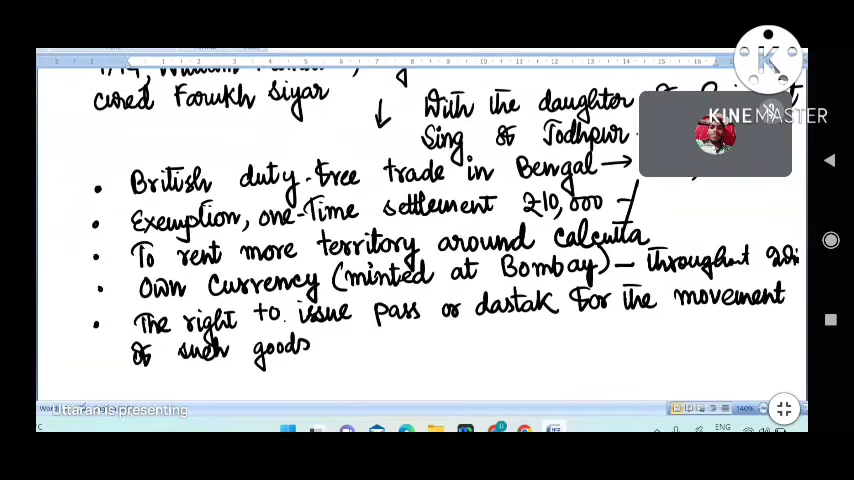 cured Farukh Siyar
With the daughter
Sing of Jodhpur
KINEMASTER
• British duty-free trade in Bengal →
• Exemption, one-Time settlement ₹10,000
• To rent more territory around calcutta
• Own currency (minted at Bombay) – throughout
• The right to issue pass or dastak for the movement
of such goods
Uttaran is presenting
140%
ENG